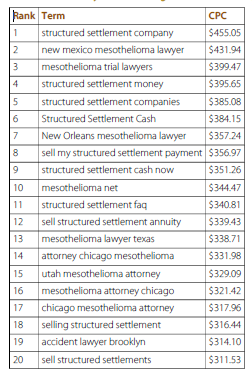 Rank Term CPC
1 structured settlement company $455.05
2 new mexico mesothelioma lawyer $431.94
3 mesothelioma trial lawyers $399.47
4 structured settlement money $395.65
5 structured settlement companies $385.08
6 Structured Settlement Cash $384.15
7 New Orleans mesothelioma lawyer $357.24
8 sell my structured settlement payment $356.97
9 structured settlement cash now $351.26
10 mesothelioma net $344.47
11 structured settlement faq $340.81
12 sell structured settlement annuity $339.43
13 mesothelioma lawyer texas $338.71
14 attorney chicago mesothelioma $331.98
15 utah mesothelioma attorney $329.09
16 mesothelioma attorney chicago $321.42
17 chicago mesothelioma attorney $317.96
18 selling structured settlement $316.44
19 accident lawyer brooklyn $314.10
20 sell structured settlements $311.53